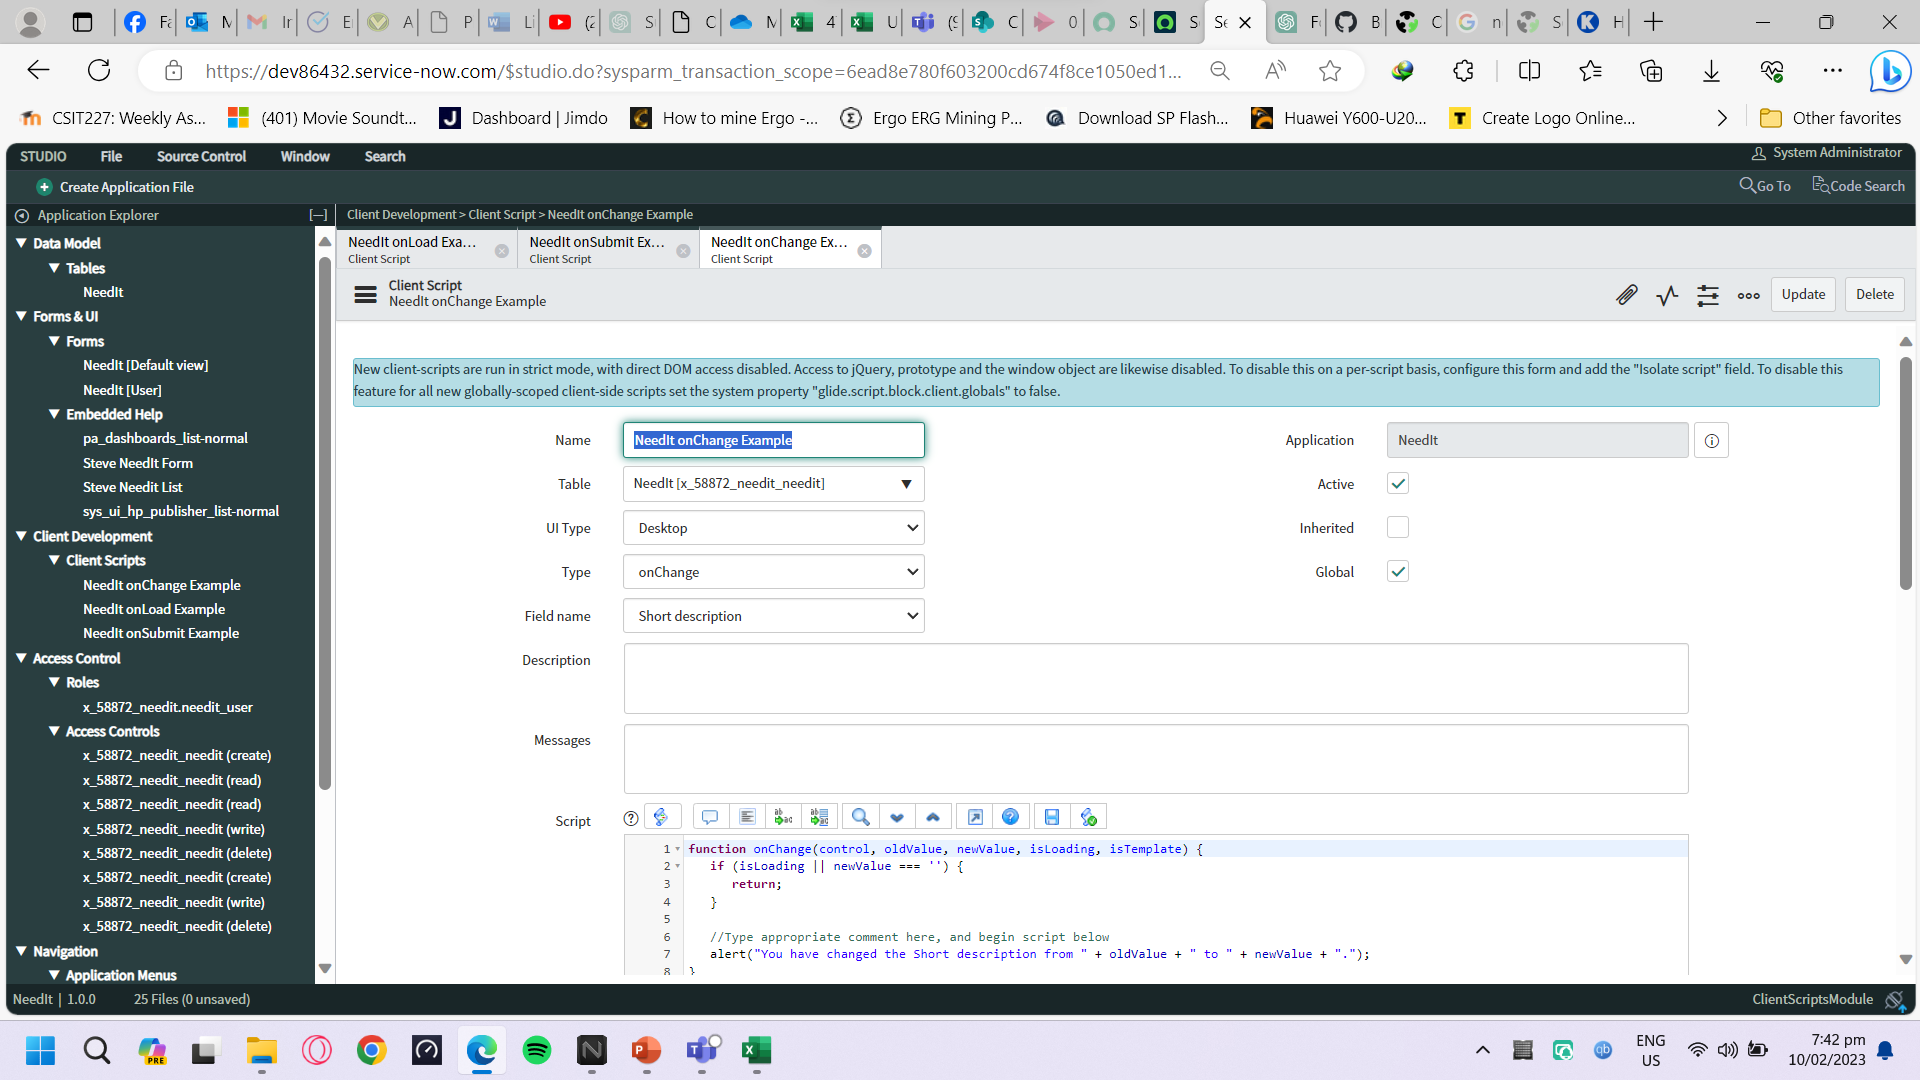 https://dev86432.service-now.com/$studio.do?sysparm_transaction_scope=6ead8e780f603200cd674f8ce1050ed1...
CSIT227: Weekly As...
(401) Movie Soundt...
Dashboard | Jimdo
How to mine Ergo -...
Ergo ERG Mining P...
Download SP Flash...
Huawei Y600-U20...
Create Logo Online...
Other favorites
STUDIO File Source Control Window Search
System Administrator
Create Application File
Go To
Code Search
Application Explorer
[—]
Client Development > Client Script > NeedIt onChange Example
Data Model
Tables
NeedIt
Forms & UI
Forms
NeedIt [Default view]
NeedIt [User]
Embedded Help
pa_dashboards_list-normal
Steve NeedIt Form
Steve Needit List
sys_ui_hp_publisher_list-normal
Client Development
Client Scripts
NeedIt onChange Example
NeedIt onLoad Example
NeedIt onSubmit Example
Access Control
Roles
x_58872_needit.needit_user
Access Controls
x_58872_needit_needit (create)
x_58872_needit_needit (read)
x_58872_needit_needit (read)
x_58872_needit_needit (write)
x_58872_needit_needit (delete)
x_58872_needit_needit (create)
x_58872_needit_needit (write)
x_58872_needit_needit (delete)
Navigation
Application Menus
NeedIt onLoad Exa...
Client Script
NeedIt onSubmit Ex...
Client Script
NeedIt onChange Ex...
Client Script
Client Script
NeedIt onChange Example
Update
Delete
New client-scripts are run in strict mode, with direct DOM access disabled. Access to jQuery, prototype and the window object are likewise disabled. To disable this on a per-script basis, configure this form and add the "Isolate script" field. To disable this
feature for all new globally-scoped client-side scripts set the system property "glide.script.block.client.globals" to false.
Name NeedIt onChange Example
Application NeedIt
Table NeedIt [x_58872_needit_needit]
Active
UI Type Desktop
Inherited
Type onChange
Global
Field name Short description
Description
Messages
Script
1 function onChange(control, oldValue, newValue, isLoading, isTemplate) {
2 if (isLoading || newValue === '') {
3 return;
4 }
5
6 //Type appropriate comment here, and begin script below
7 alert("You have changed the Short description from " + oldValue + " to " + newValue + ".");
8 }
NeedIt | 1.0.0
25 Files (0 unsaved)
ClientScriptsModule
PRE
ENG
US
7:42 pm
10/02/2023